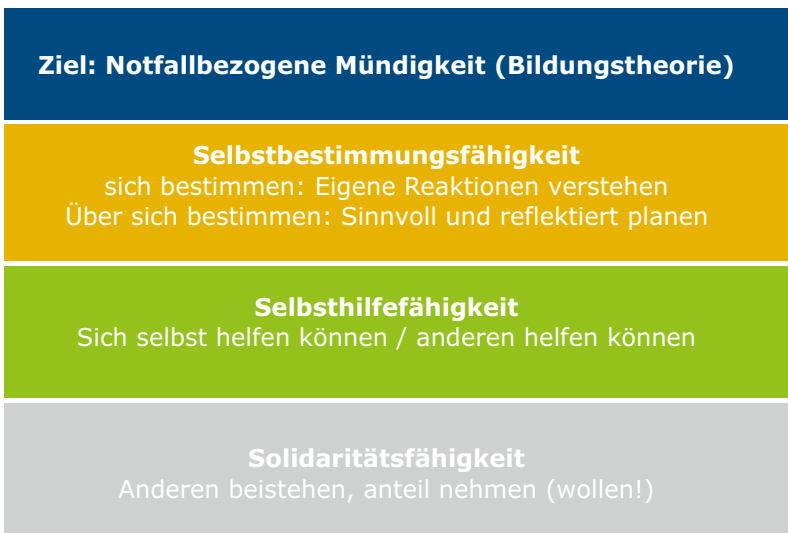 Ziel: Notfallbezogene Mündigkeit (Bildungstheorie)
Selbstbestimmungsfähigkeit
sich bestimmen: Eigene Reaktionen verstehen
Über sich bestimmen: Sinnvoll und reflektiert planen
Selbsthilfefähigkeit
Sich selbst helfen können / anderen helfen können
Solidaritätsfähigkeit
Anderen beistehen, anteil nehmen (wollen!)